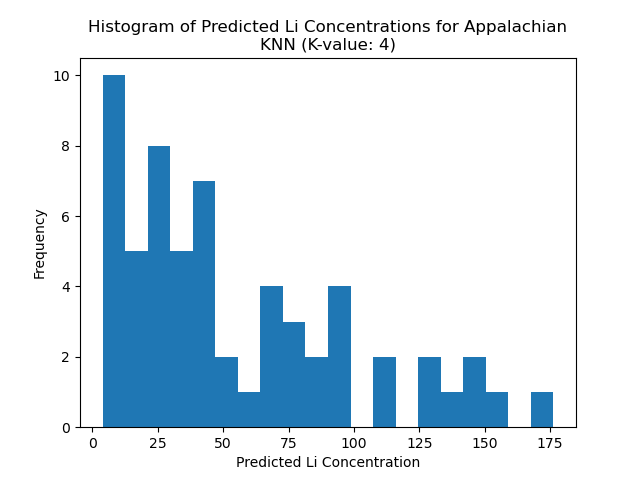 Histogram of Predicted Li Concentrations for Appalachian
KNN (K-value: 4)
10
8
6
4
2
0
Frequency
0 25 50 75 100 125 150 175
Predicted Li Concentration